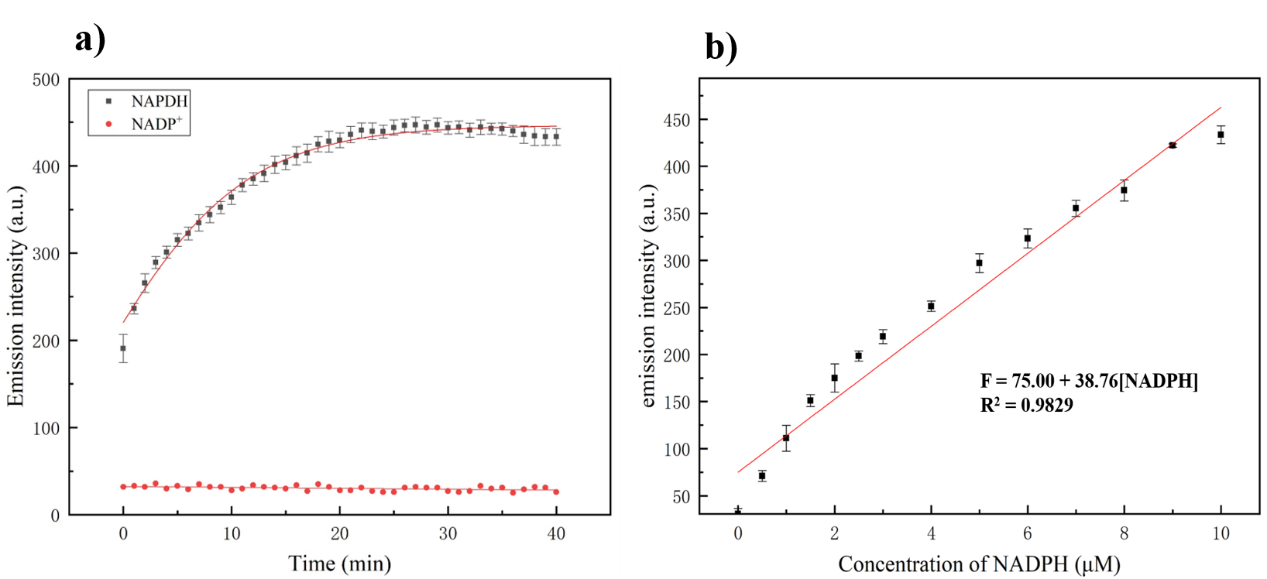 a)
500
400
300
200
100
0
NAPDH
NADP⁺
0 10 20 30 40
Time (min)
Emission intensity (a.u.)
b)
450
400
350
300
250
200
150
100
50
F = 75.00 + 38.76[NADPH]
R² = 0.9829
0 2 4 6 8 10
Concentration of NADPH (μM)
emission intensity (a.u.)